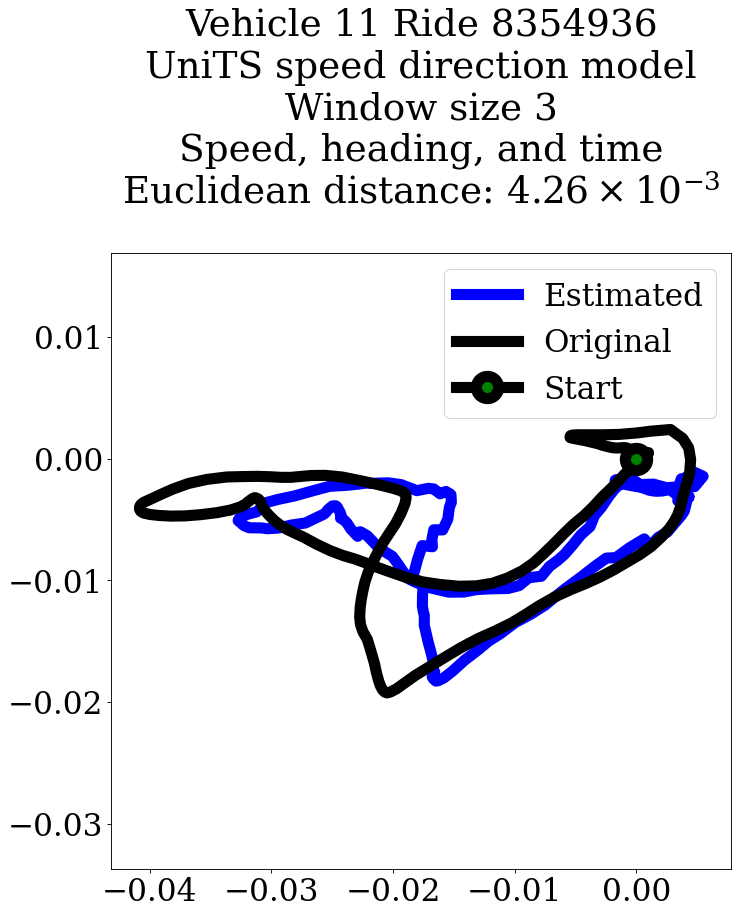 Vehicle 11 Ride 8354936
UniTS speed direction model
Window size 3
Speed, heading, and time
Euclidean distance: 4.26 × 10⁻³
Estimated
Original
Start
0.01
0.00
−0.01
−0.02
−0.03
−0.04 −0.03 −0.02 −0.01 0.00